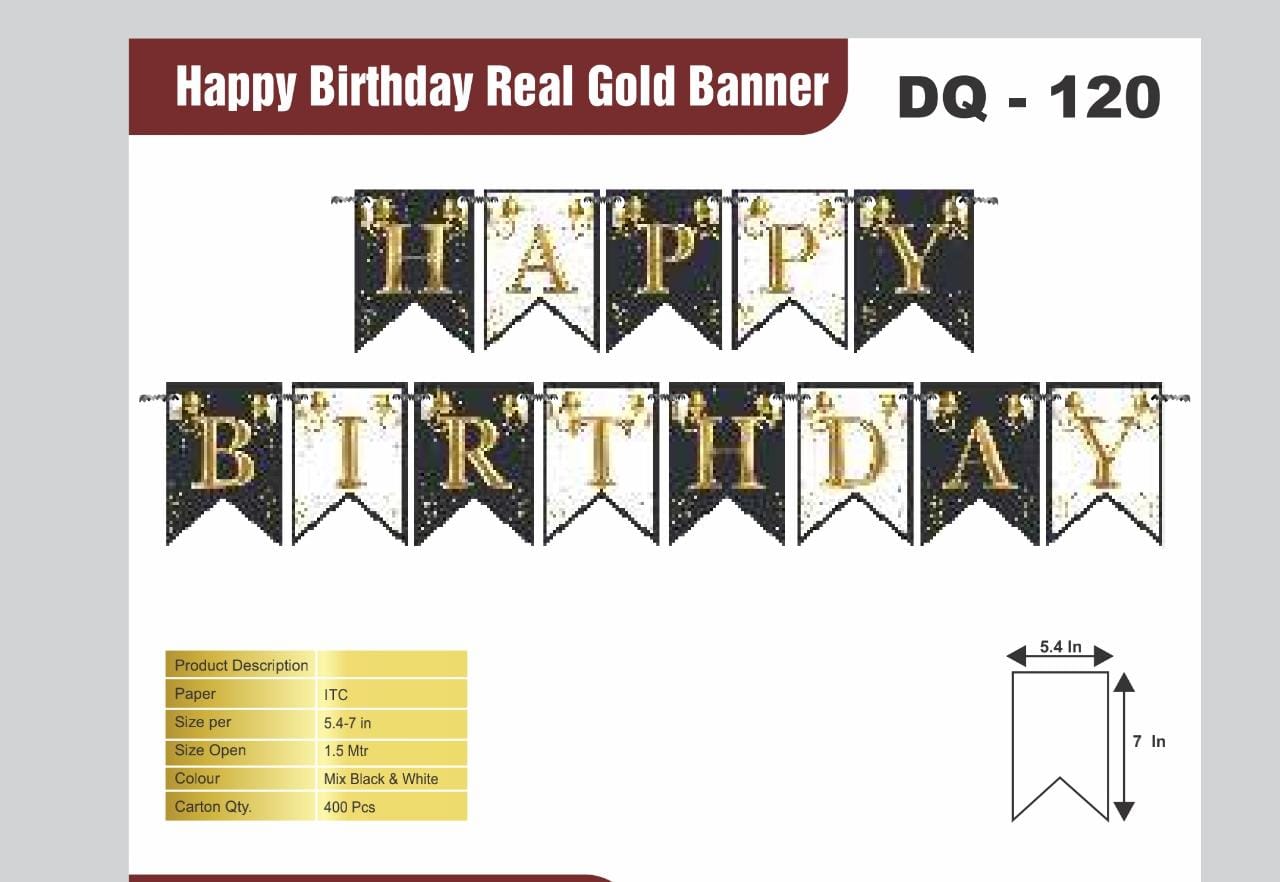 Happy Birthday Real Gold Banner
DQ - 120
HAPPY
BIRTHDAY
Product Description
Paper ITC
Size per 5.4-7 in
Size Open 1.5 Mtr
Colour Mix Black & White
Carton Qty. 400 Pcs
5.4 In
7 In